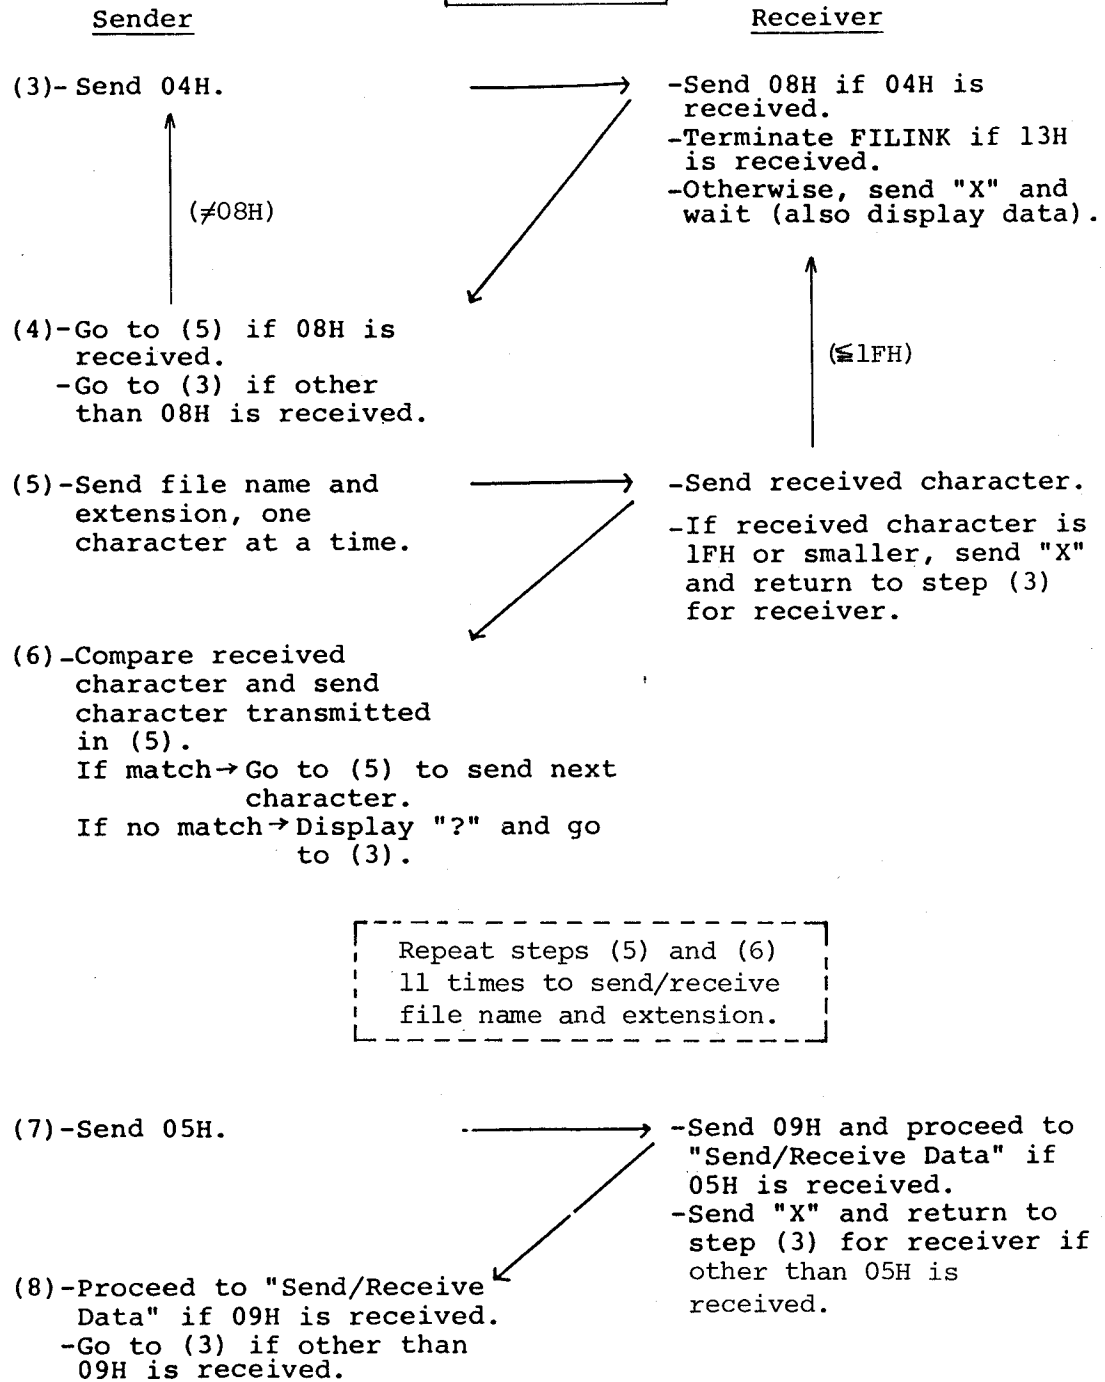 Sender
Receiver
(3)- Send 04H.
-Send 08H if 04H is
received.
-Terminate FILINK if 13H
is received.
-Otherwise, send "X" and
wait (also display data).
(≠08H)
(4)-Go to (5) if 08H is
received.
-Go to (3) if other
than 08H is received.
(≦1FH)
(5)-Send file name and
extension, one
character at a time.
-Send received character.
-If received character is
1FH or smaller, send "X"
and return to step (3)
for receiver.
(6)-Compare received
character and send
character transmitted
in (5).
If match→Go to (5) to send next
character.
If no match→Display "?" and go
to (3).
Repeat steps (5) and (6)
11 times to send/receive
file name and extension.
(7)-Send 05H.
-Send 09H and proceed to
"Send/Receive Data" if
05H is received.
-Send "X" and return to
step (3) for receiver if
other than 05H is
received.
(8)-Proceed to "Send/Receive
Data" if 09H is received.
-Go to (3) if other than
09H is received.